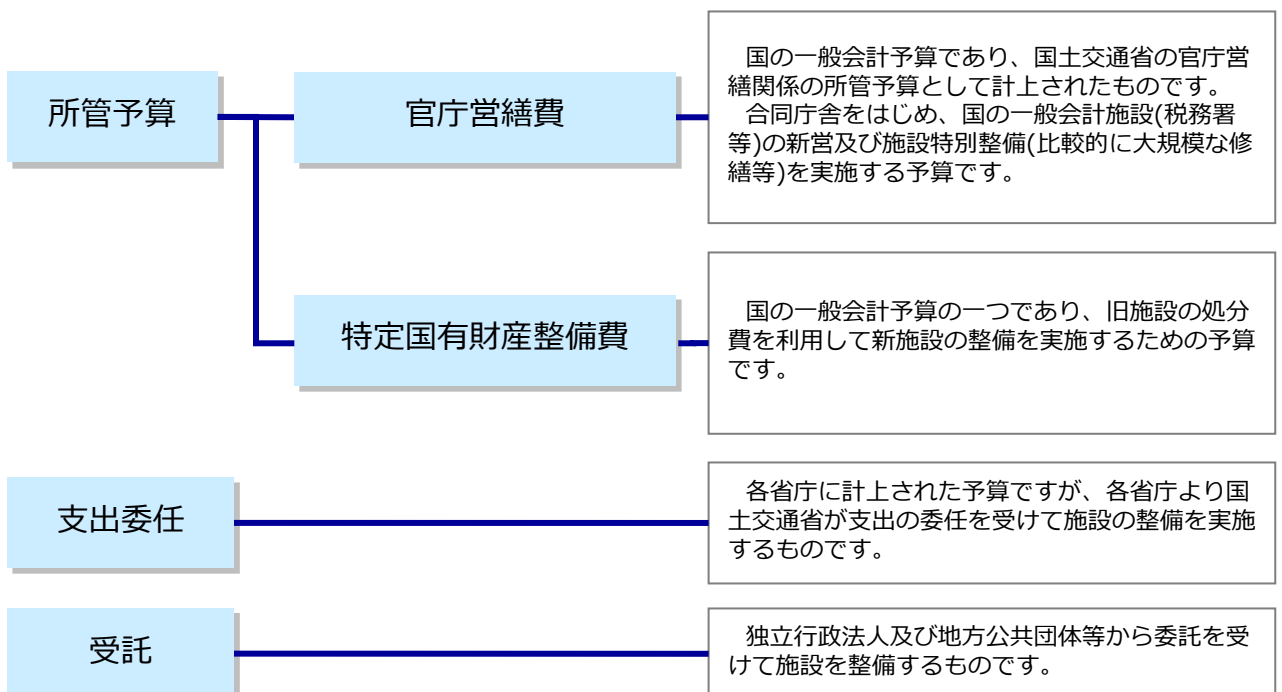 所管予算
官庁営繕費
国の一般会計予算であり、国土交通省の官庁営
繕関係の所管予算として計上されたものです。
合同庁舎をはじめ、国の一般会計施設(税務署
等)の新営及び施設特別整備(比較的に大規模な修
繕等)を実施する予算です。
特定国有財産整備費
国の一般会計予算の一つであり、旧施設の処分
費を利用して新施設の整備を実施するための予算
です。
支出委任
各省庁に計上された予算ですが、各省庁より国
土交通省が支出の委任を受けて施設の整備を実施
するものです。
受託
独立行政法人及び地方公共団体等から委託を受
けて施設を整備するものです。